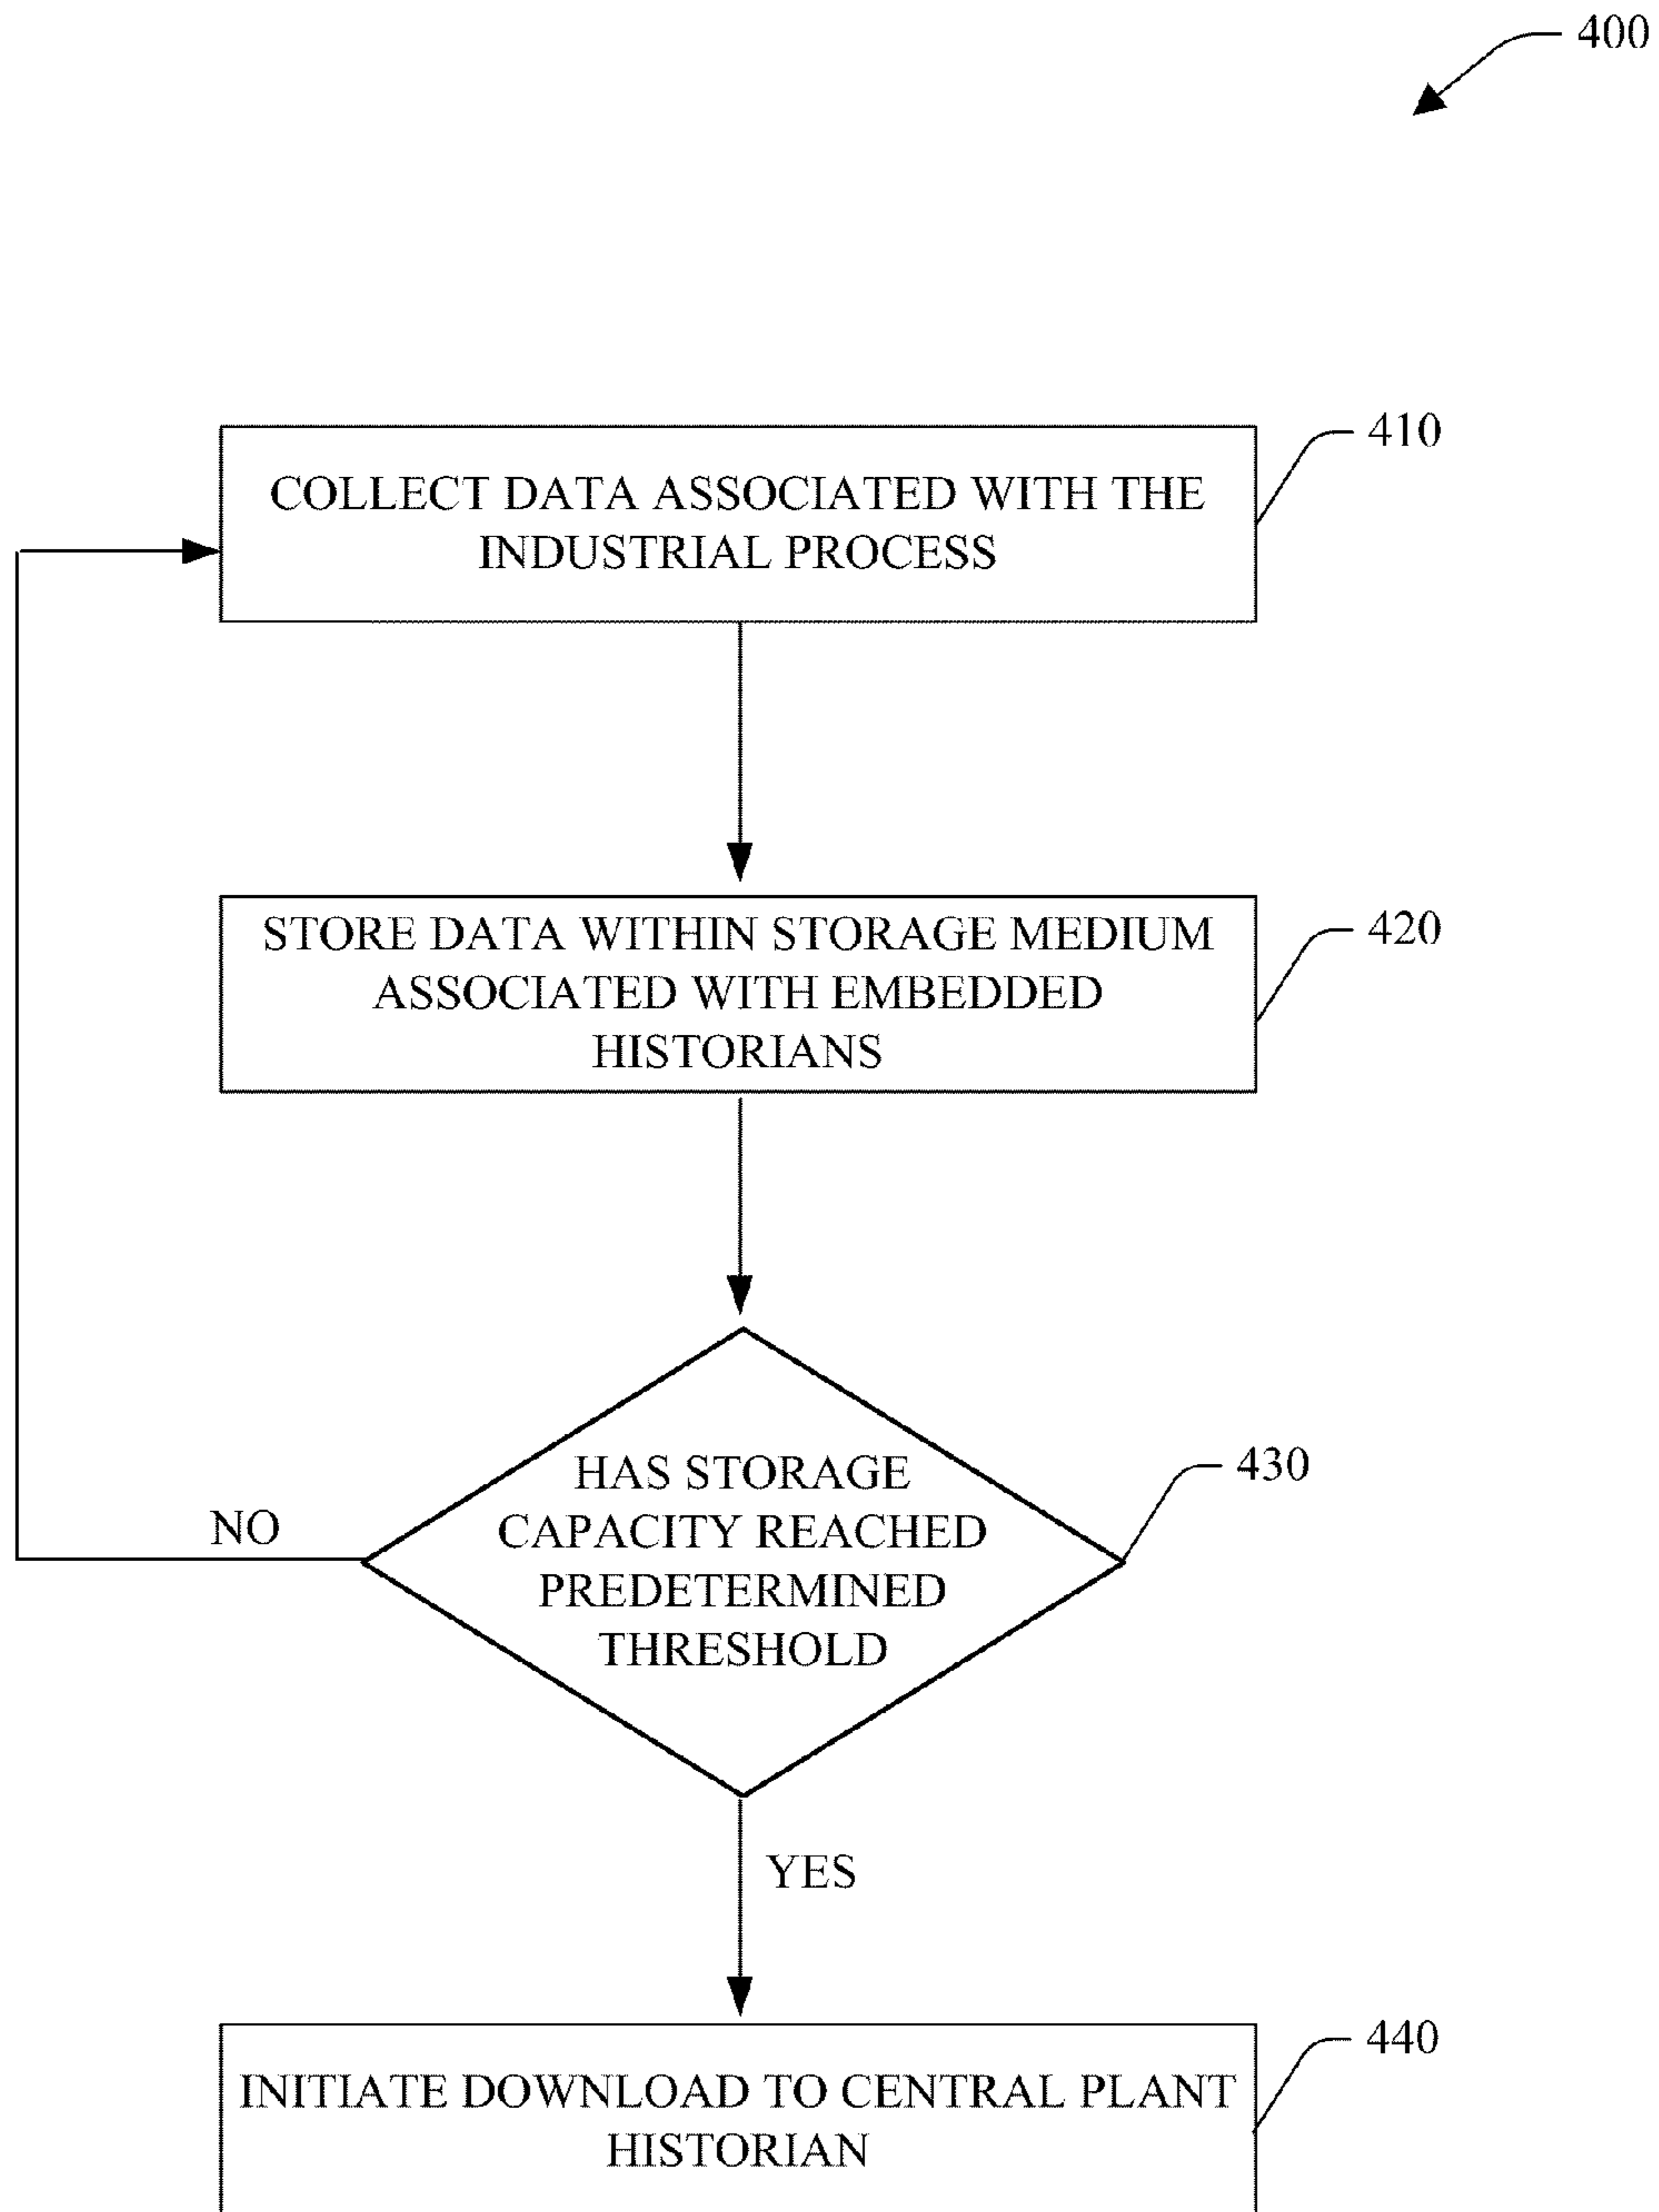 400
COLLECT DATA ASSOCIATED WITH THE
INDUSTRIAL PROCESS
410
STORE DATA WITHIN STORAGE MEDIUM
ASSOCIATED WITH EMBEDDED
HISTORIANS
420
HAS STORAGE
CAPACITY REACHED
PREDETERMINED
THRESHOLD
430
NO
YES
INITIATE DOWNLOAD TO CENTRAL PLANT
HISTORIAN
440